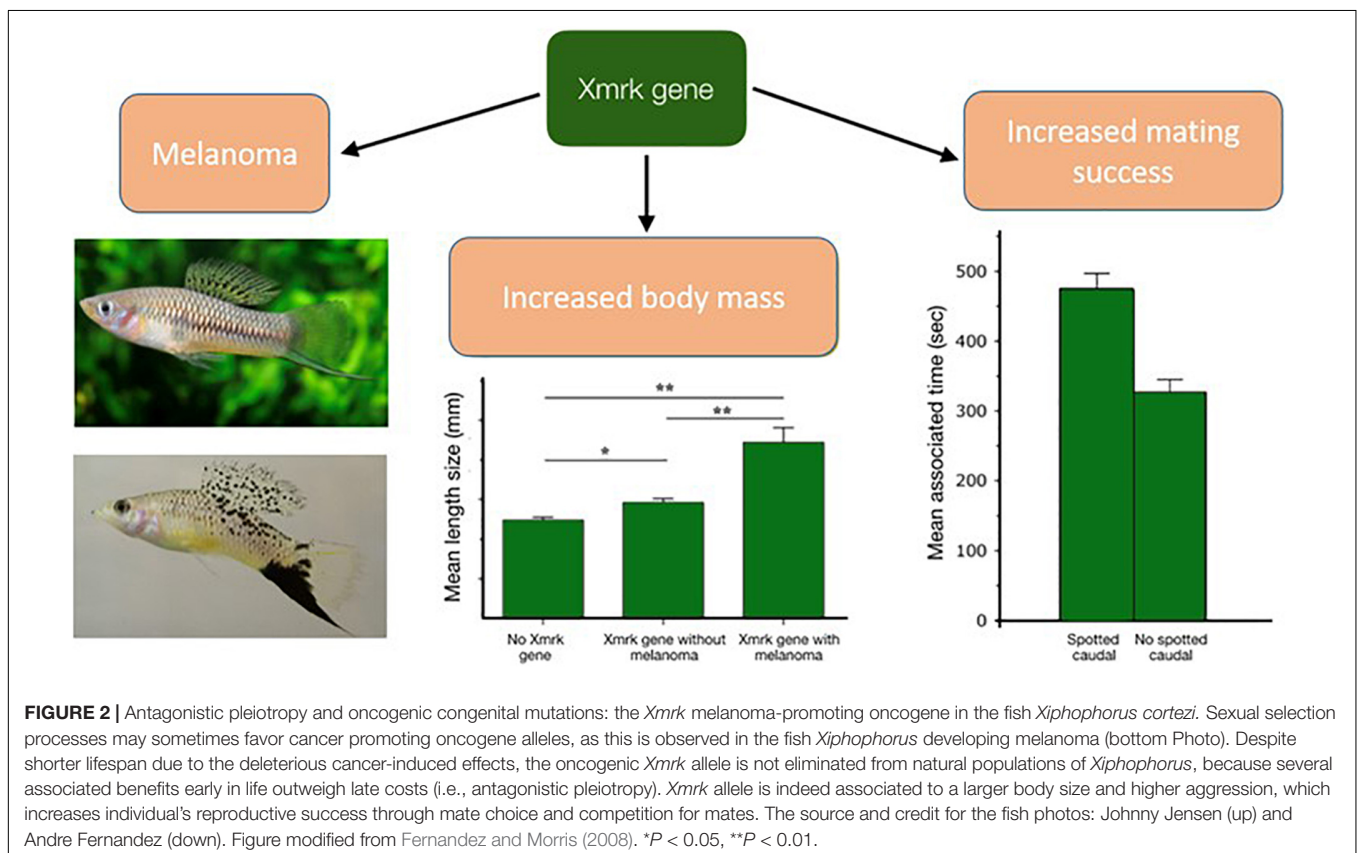 Xmrk gene
Melanoma
Increased mating
success
Increased body mass
Mean length size (mm)
**
**
*
No Xmrk
gene
Xmrk gene without
melanoma
Xmrk gene with
melanoma
Mean associated time (sec)
500
400
300
200
100
0
Spotted
caudal
No spotted
caudal
FIGURE 2 | Antagonistic pleiotropy and oncogenic congenital mutations: the Xmrk melanoma-promoting oncogene in the fish Xiphophorus cortezi. Sexual selection
processes may sometimes favor cancer promoting oncogene alleles, as this is observed in the fish Xiphophorus developing melanoma (bottom Photo). Despite
shorter lifespan due to the deleterious cancer-induced effects, the oncogenic Xmrk allele is not eliminated from natural populations of Xiphophorus, because several
associated benefits early in life outweigh late costs (i.e., antagonistic pleiotropy). Xmrk allele is indeed associated to a larger body size and higher aggression, which
increases individual's reproductive success through mate choice and competition for mates. The source and credit for the fish photos: Johnny Jensen (up) and
Andre Fernandez (down). Figure modified from Fernandez and Morris (2008). *P < 0.05, **P < 0.01.